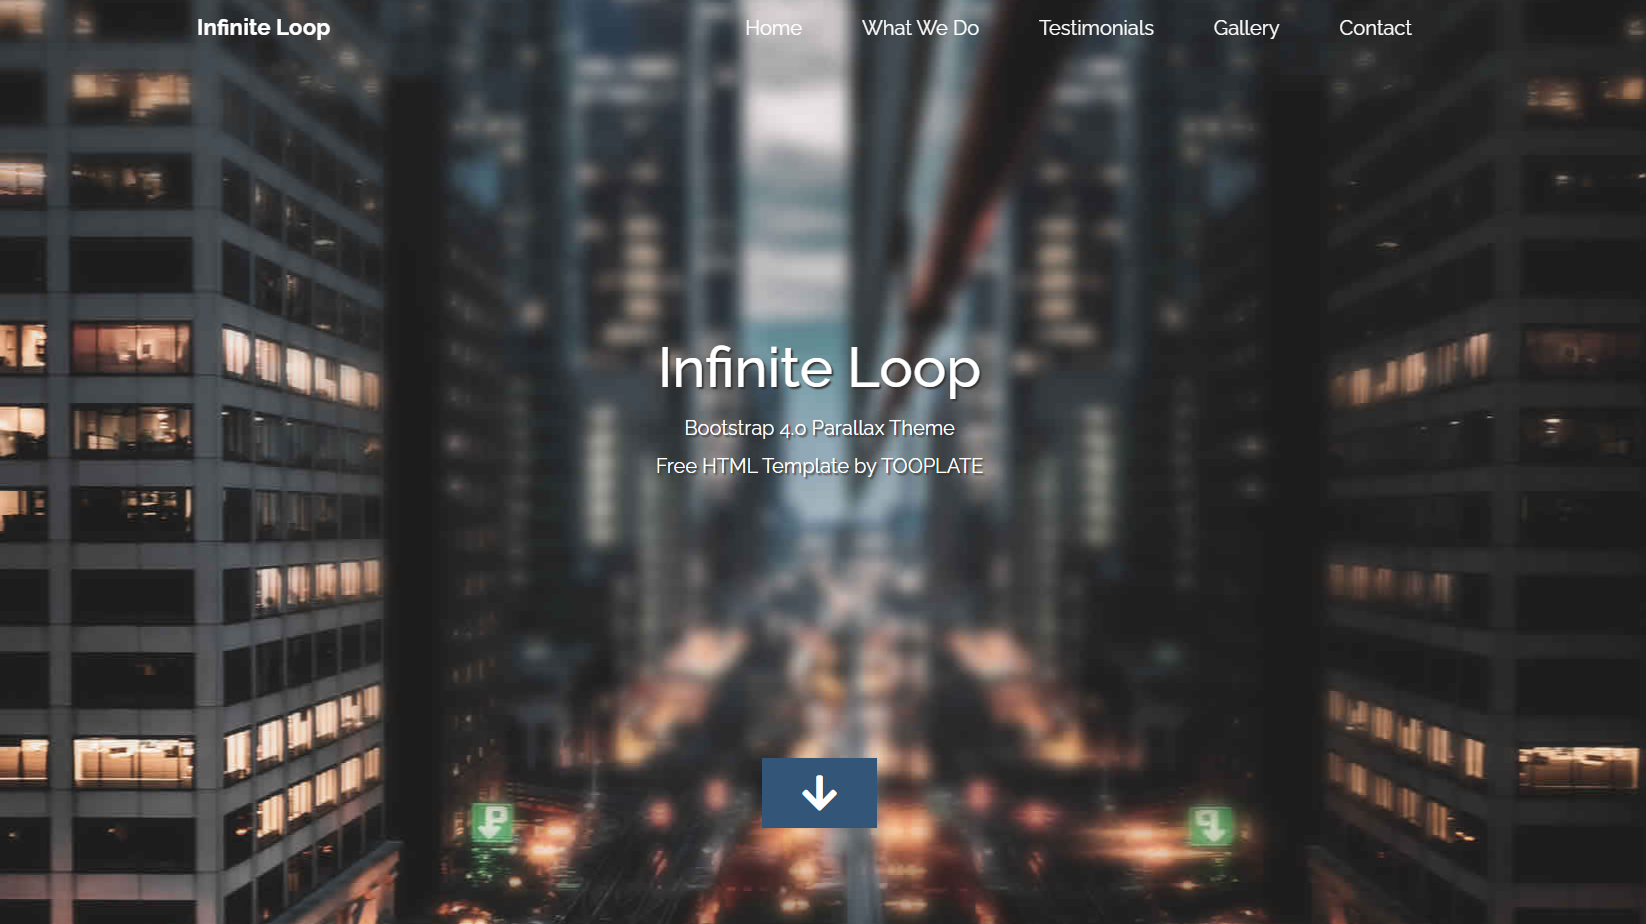 Infinite Loop
Home What We Do Testimonials Gallery Contact
Infinite Loop
Bootstrap 4.0 Parallax Theme
Free HTML Template by TOOPLATE
P